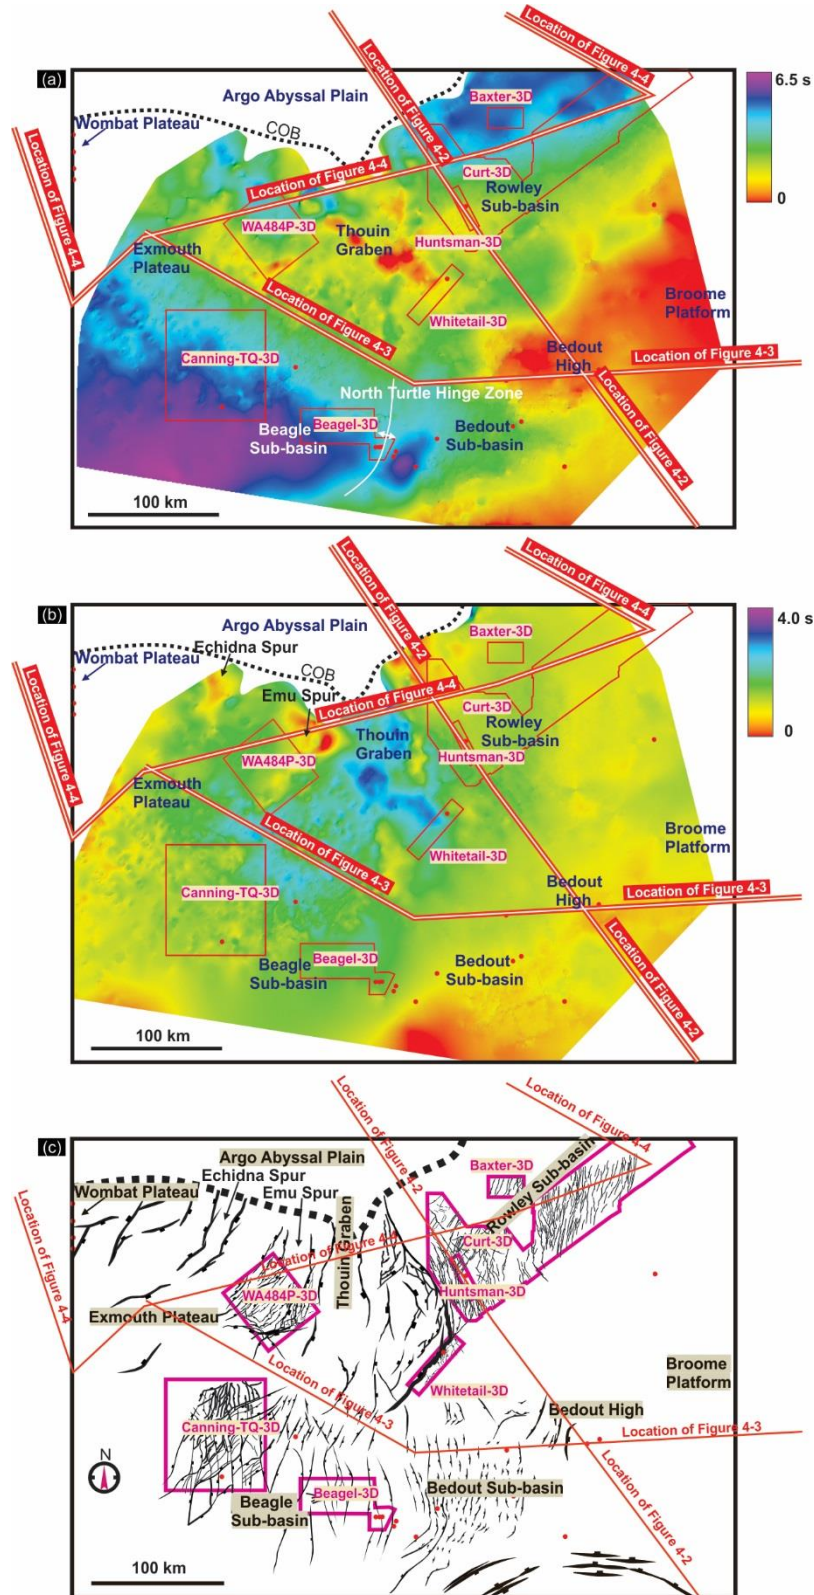 (a)
Location of Figure 4-4
Location of Figure 4-2
6.5 s
0
Argo Abyssal Plain
Baxter-3D
Wombat Plateau
COB
Location of Figure 4-4
Location of Figure 4-4
Curt-3D
Rowley
Sub-basin
WA484P-3D
Thouin
Graben
Huntsman-3D
Exmouth
Plateau
Whitetail-3D
Broome
Platform
Location of Figure 4-3
Canning-TQ-3D
Bedout
High
Location of Figure 4-3
North Turtle Hinge Zone
Beagle
Sub-basin
Beagel-3D
Bedout
Sub-basin
Location of Figure 4-2
100 km
(b)
Location of Figure 4-4
Location of Figure 4-2
4.0 s
0
Argo Abyssal Plain
Echidna Spur
Baxter-3D
Wombat Plateau
COB
Emu Spur
Location of Figure 4-4
Location of Figure 4-4
Curt-3D
Rowley
Sub-basin
Thouin
Graben
WA484P-3D
Huntsman-3D
Exmouth
Plateau
Whitetail-3D
Broome
Platform
Location of Figure 4-3
Canning-TQ-3D
Bedout
High
Location of Figure 4-3
Beagle
Sub-basin
Beagel-3D
Bedout
Sub-basin
Location of Figure 4-2
100 km
(c)
Location of Figure 4-4
Location of Figure 4-2
Argo Abyssal Plain
Echidna Spur
Baxter-3D
Wombat Plateau
Emu Spur
Rowley Sub-basin
Thouin Graben
Location of Figure 4-4
Location of Figure 4-4
Curt-3D
WA484P-3D
Huntsman-3D
Exmouth Plateau
Whitetail-3D
Broome
Platform
Location of Figure 4-3
Bedout High
Canning-TQ-3D
Location of Figure 4-3
N
Beagel-3D
Bedout Sub-basin
Beagle
Sub-basin
Location of Figure 4-2
100 km